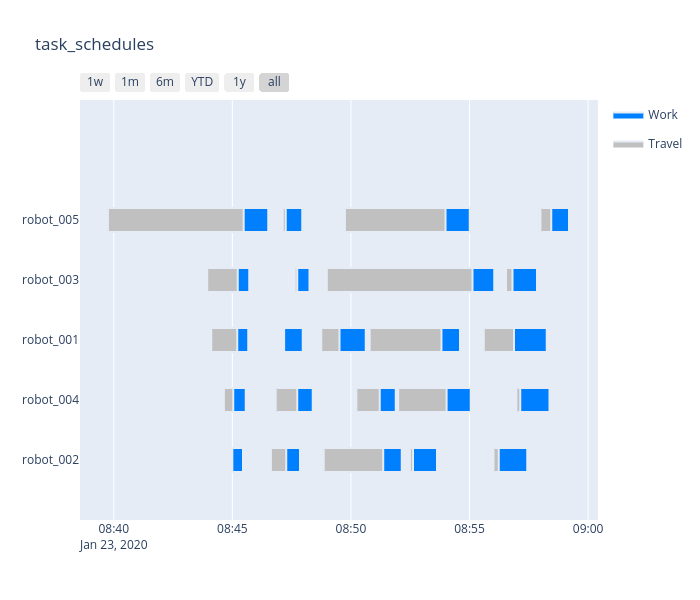 task_schedules
1w 1m 6m YTD 1y all
Work
Travel
robot_005
robot_003
robot_001
robot_004
robot_002
08:40 08:45 08:50 08:55 09:00
Jan 23, 2020